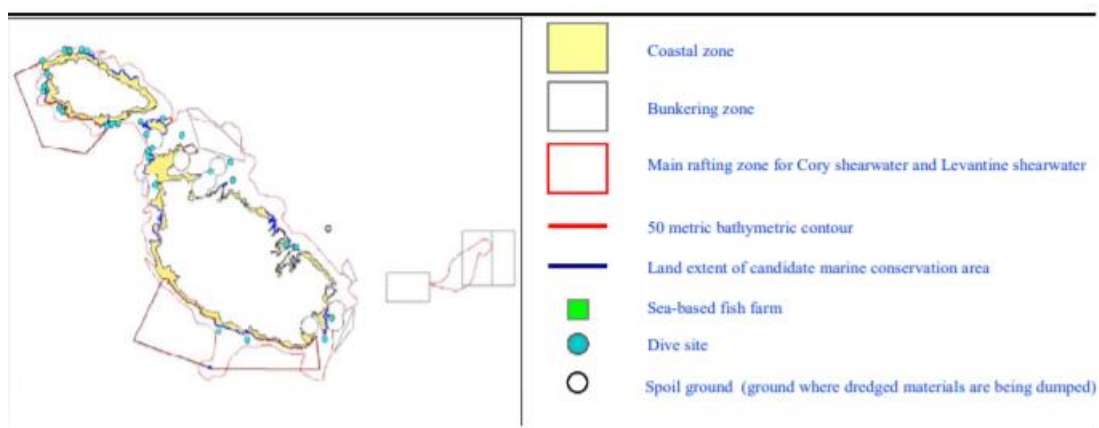 Coastal zone
Bunkering zone
Main rafting zone for Cory shearwater and Levantine shearwater
50 metric bathymetric contour
Land extent of candidate marine conservation area
Sea-based fish farm
Dive site
Spoil ground (ground where dredged materials are being dumped)